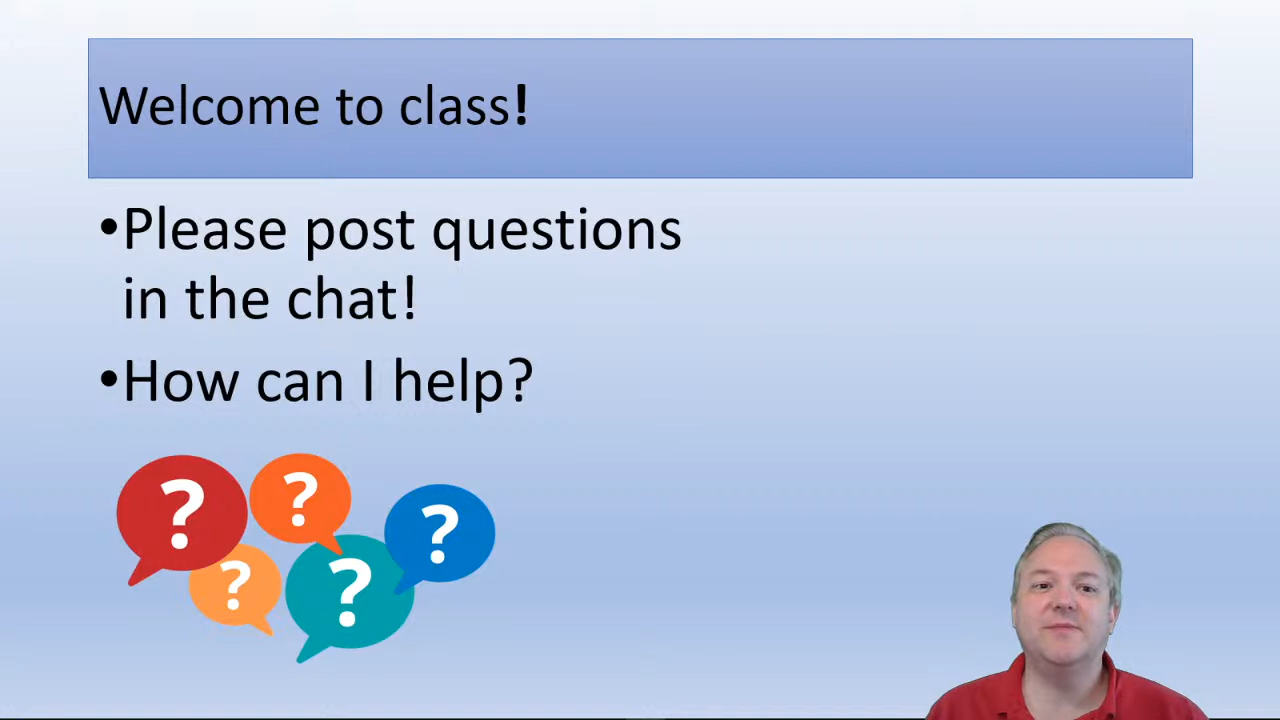 Welcome to class!
•Please post questions
in the chat!
•How can I help?
?
?
?
?
?